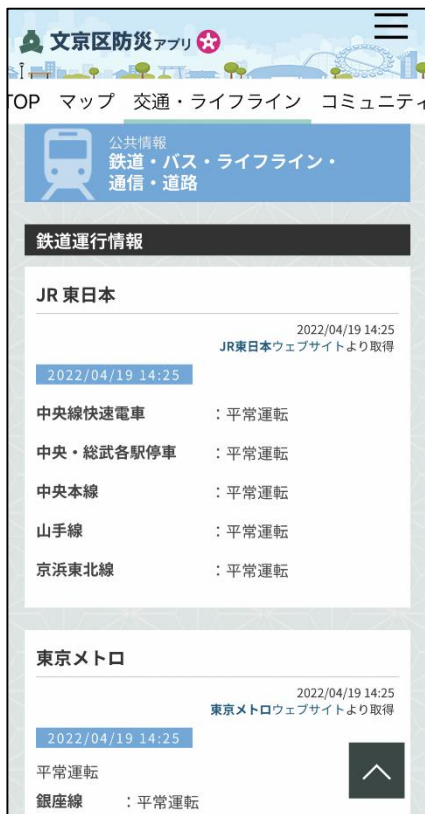 文京区防災アプリ
TOP マップ 交通・ライフライン コミュニティ
公共情報
鉄道・バス・ライフライン・
通信・道路
鉄道運行情報
JR 東日本
2022/04/19 14:25
JR東日本ウェブサイトより取得
2022/04/19 14:25
中央線快速電車 :平常運転
中央・総武各駅停車 :平常運転
中央本線 :平常運転
山手線 :平常運転
京浜東北線 :平常運転
東京メトロ
2022/04/19 14:25
東京メトロウェブサイトより取得
2022/04/19 14:25
平常運転
銀座線 :平常運転